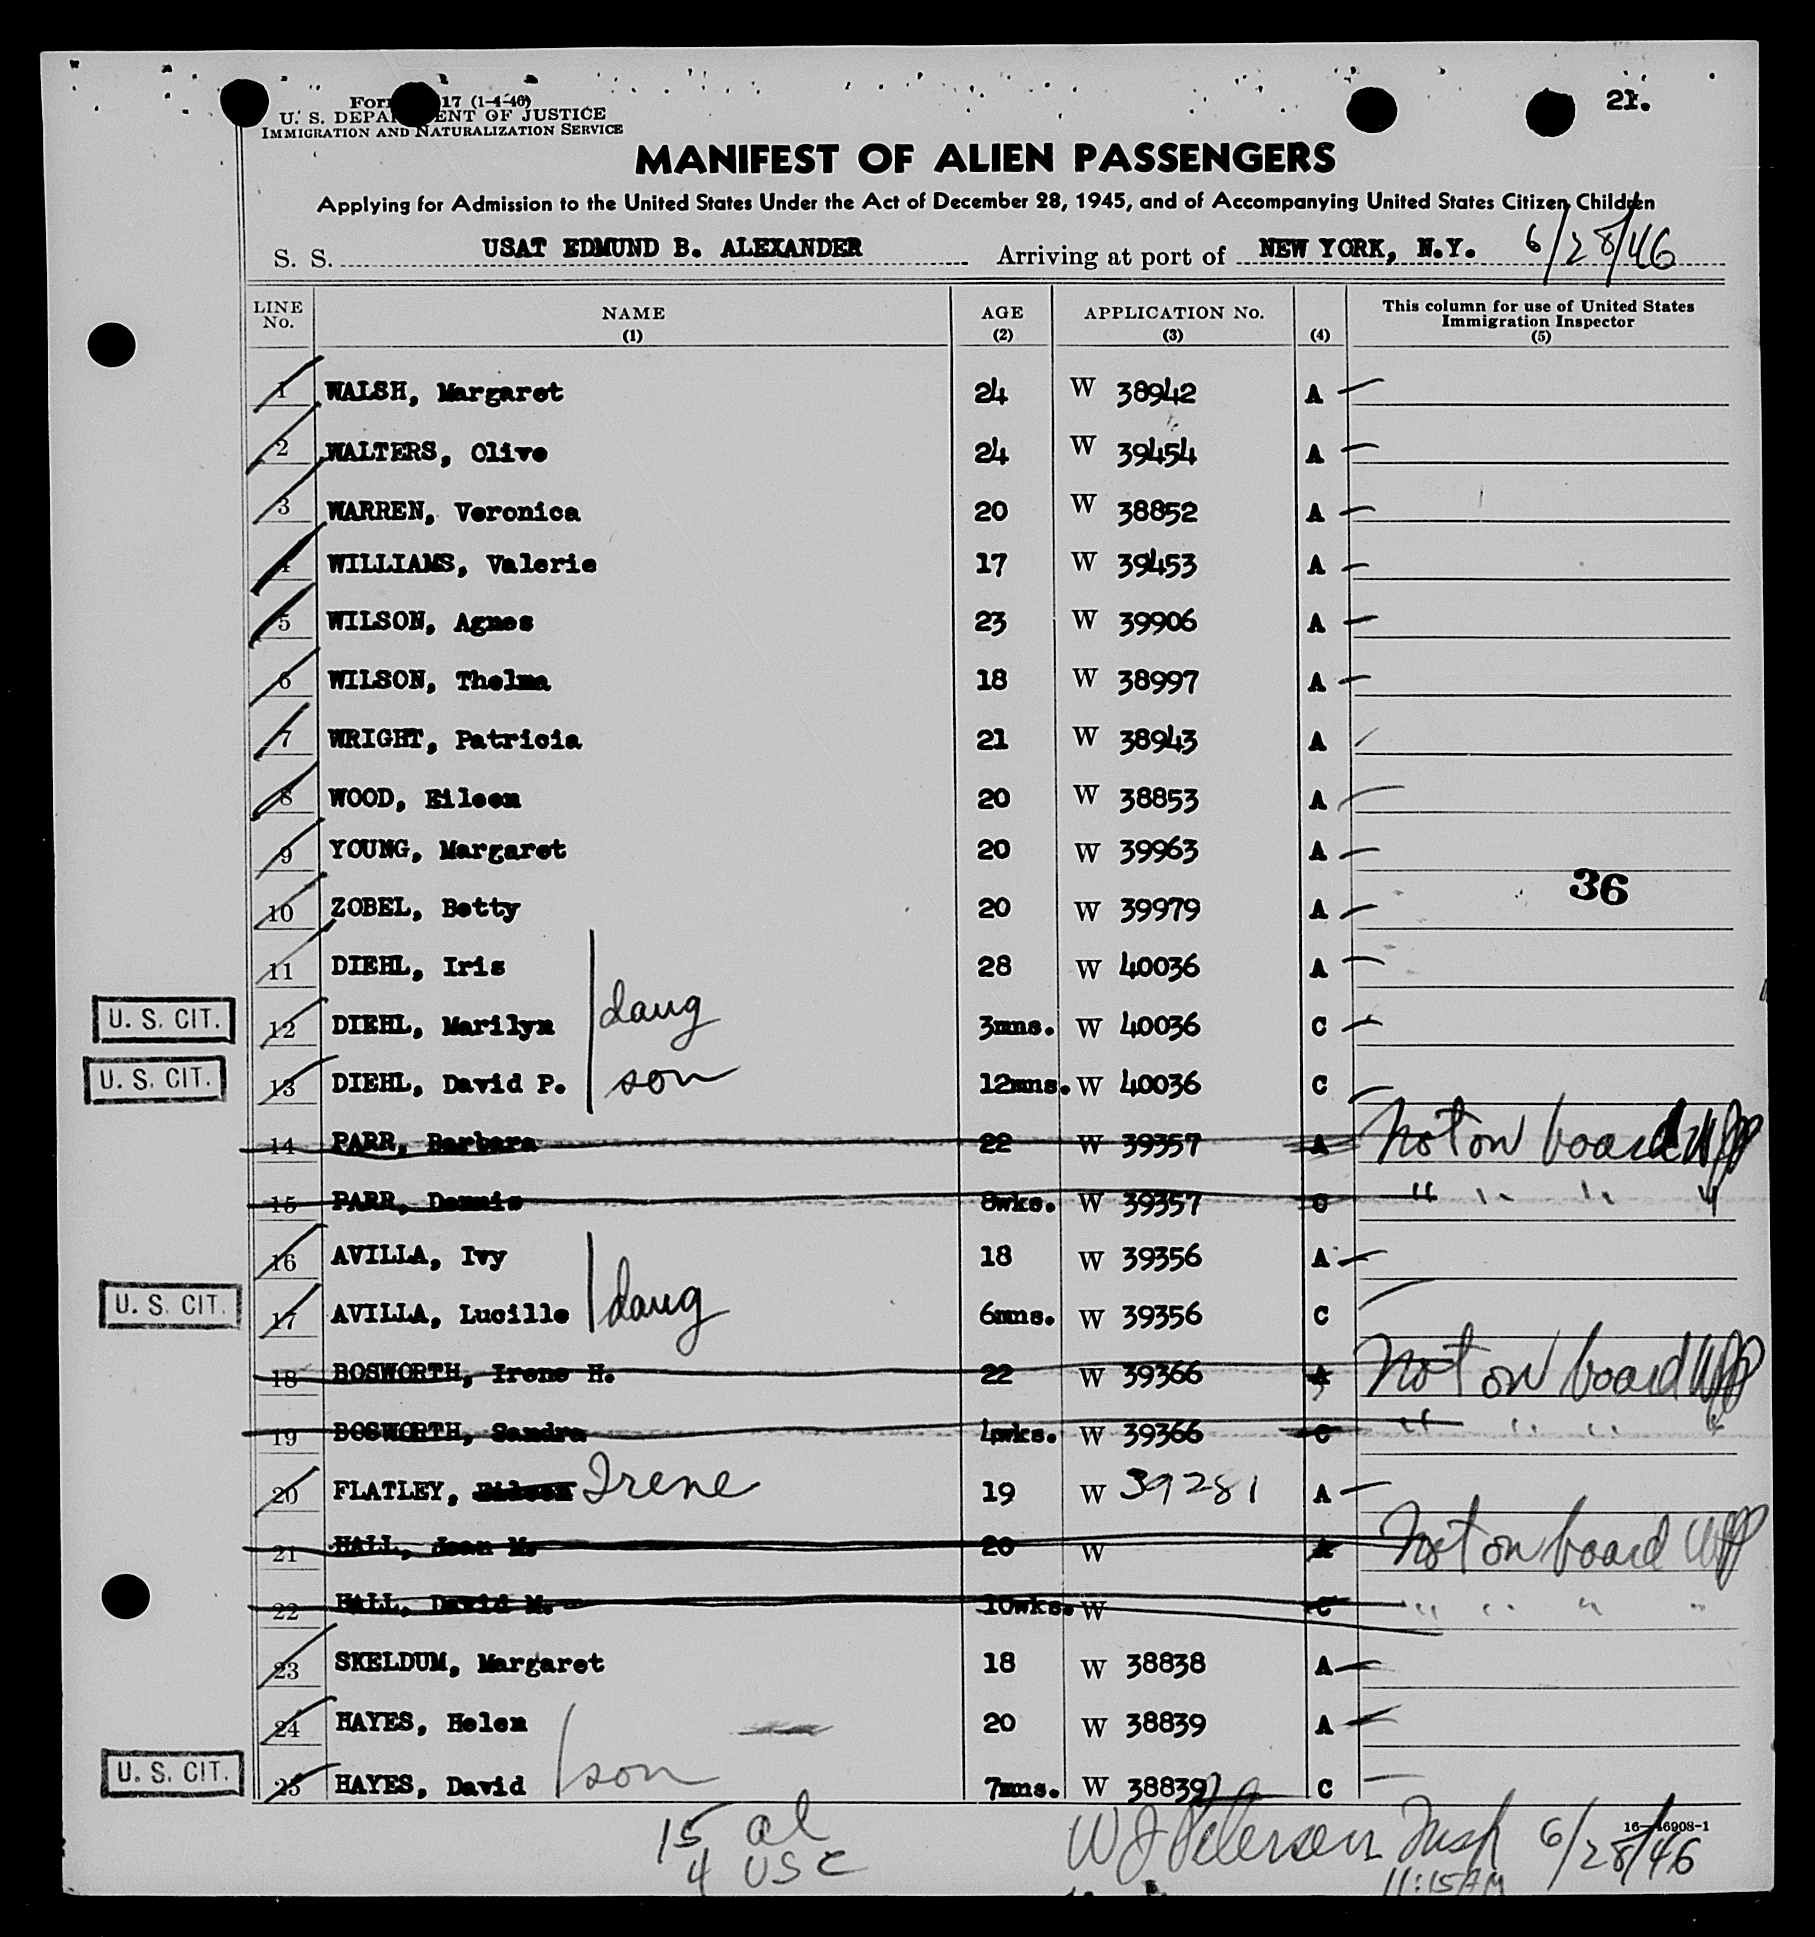 21.
U. S. DEPARTMENT OF JUSTICE
IMMIGRATION AND NATURALIZATION SERVICE
MANIFEST OF ALIEN PASSENGERS
Applying for Admission to the United States Under the Act of December 28, 1945, and of Accompanying United States Citizen Children
S. S. USAT EDMUND B. ALEXANDER Arriving at port of NEW YORK, N.Y. 6/28/46
LINE No. NAME (1) AGE (2) APPLICATION No. (3) (4) This column for use of United States Immigration Inspector (5)
1 WALSH, Margaret 24 W 38942 A
2 WALTERS, Olive 24 W 39454 A
3 WARREN, Veronica 20 W 38852 A
4 WILLIAMS, Valerie 17 W 39453 A
5 WILSON, Agnes 23 W 39906 A
6 WILSON, Thelma 18 W 38997 A
7 WRIGHT, Patricia 21 W 38943 A
8 WOOD, Eileen 20 W 38853 A
9 YOUNG, Margaret 20 W 39963 A
36
10 ZOBEL, Betty 20 W 39979 A
11 DIEHL, Iris 28 W 40036 A
U. S. CIT. 12 DIEHL, Marilyn daug 3mns. W 40036 C
U. S. CIT. 13 DIEHL, David P. son 12mns. W 40036 C
14 PARR, Barbara 22 W 39357 A Not on board WJP
15 PARR, Dennis 8wks. W 39357 C " " " "
16 AVILLA, Ivy 18 W 39356 A
U. S. CIT. 17 AVILLA, Lucille daug 6mns. W 39356 C
18 BOSWORTH, Irene H. 22 W 39366 A Not on board WJP
19 BOSWORTH, Sandra 4wks. W 39366 C " " " "
20 FLATLEY, Eileen Irene 19 W 39281 A
21 HALL, Jean M. 20 W A Not on board WJP
22 HALL, David M. 10wks. W C " " " "
23 SKELDUM, Margaret 18 W 38838 A
24 HAYES, Helen 20 W 38839 A
U. S. CIT. 25 HAYES, David son 7mns. W 38839 C
15 al W J Petersen Insp 6/28/46
4 USC 11:15AM